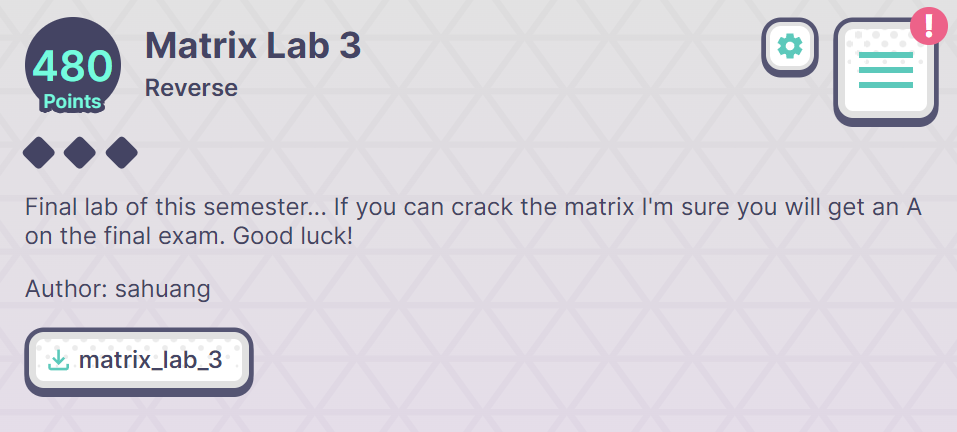 480
Points
Matrix Lab 3
Reverse
!
Final lab of this semester... If you can crack the matrix I'm sure you will get an A
on the final exam. Good luck!
Author: sahuang
matrix_lab_3